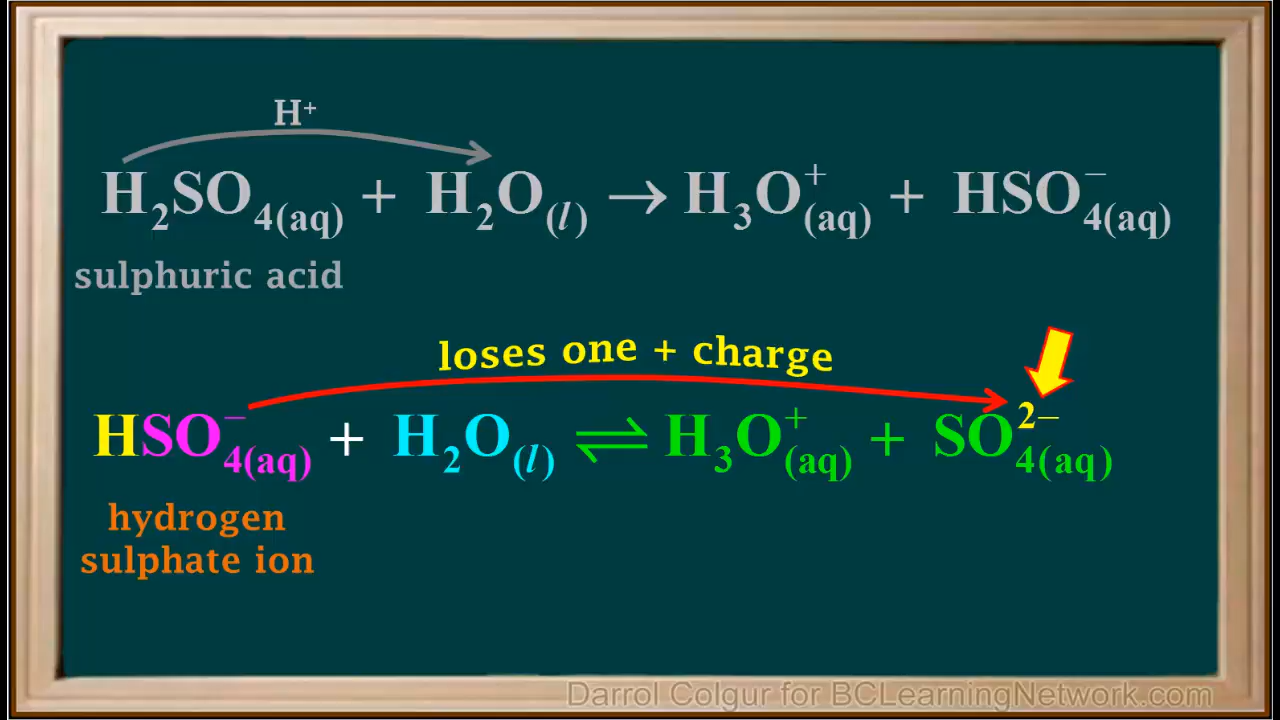 H⁺
H₂SO₄(aq) + H₂O(l) → H₃O⁺(aq) + HSO₄⁻(aq)
sulphuric acid
loses one + charge
HSO₄⁻(aq) + H₂O(l) ⇌ H₃O⁺(aq) + SO₄²⁻(aq)
hydrogen
sulphate ion
Darrol Colgur for BCLearningNetwork.com